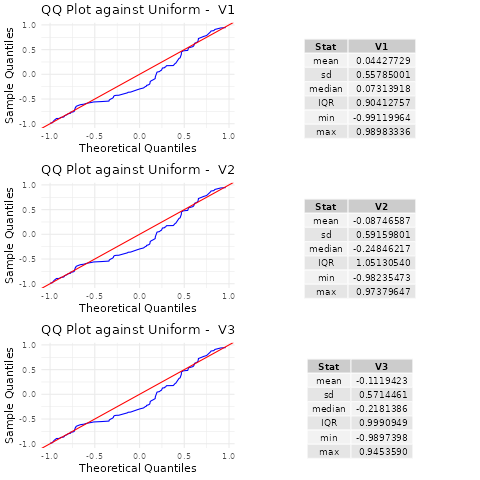 QQ Plot against Uniform - V1
Sample Quantiles
1.0
0.5
0.0
-0.5
-1.0
-1.0 -0.5 0.0 0.5 1.0
Theoretical Quantiles
Stat V1
mean 0.04427729
sd 0.55785001
median 0.07313918
IQR 0.90412757
min -0.99119964
max 0.98983336
QQ Plot against Uniform - V2
Sample Quantiles
1.0
0.5
0.0
-0.5
-1.0
-1.0 -0.5 0.0 0.5 1.0
Theoretical Quantiles
Stat V2
mean -0.08746587
sd 0.59159801
median -0.24846217
IQR 1.05130540
min -0.98235473
max 0.97379647
QQ Plot against Uniform - V3
Sample Quantiles
1.0
0.5
0.0
-0.5
-1.0
-1.0 -0.5 0.0 0.5 1.0
Theoretical Quantiles
Stat V3
mean -0.1119423
sd 0.5714461
median -0.2181386
IQR 0.9990949
min -0.9897398
max 0.9453590